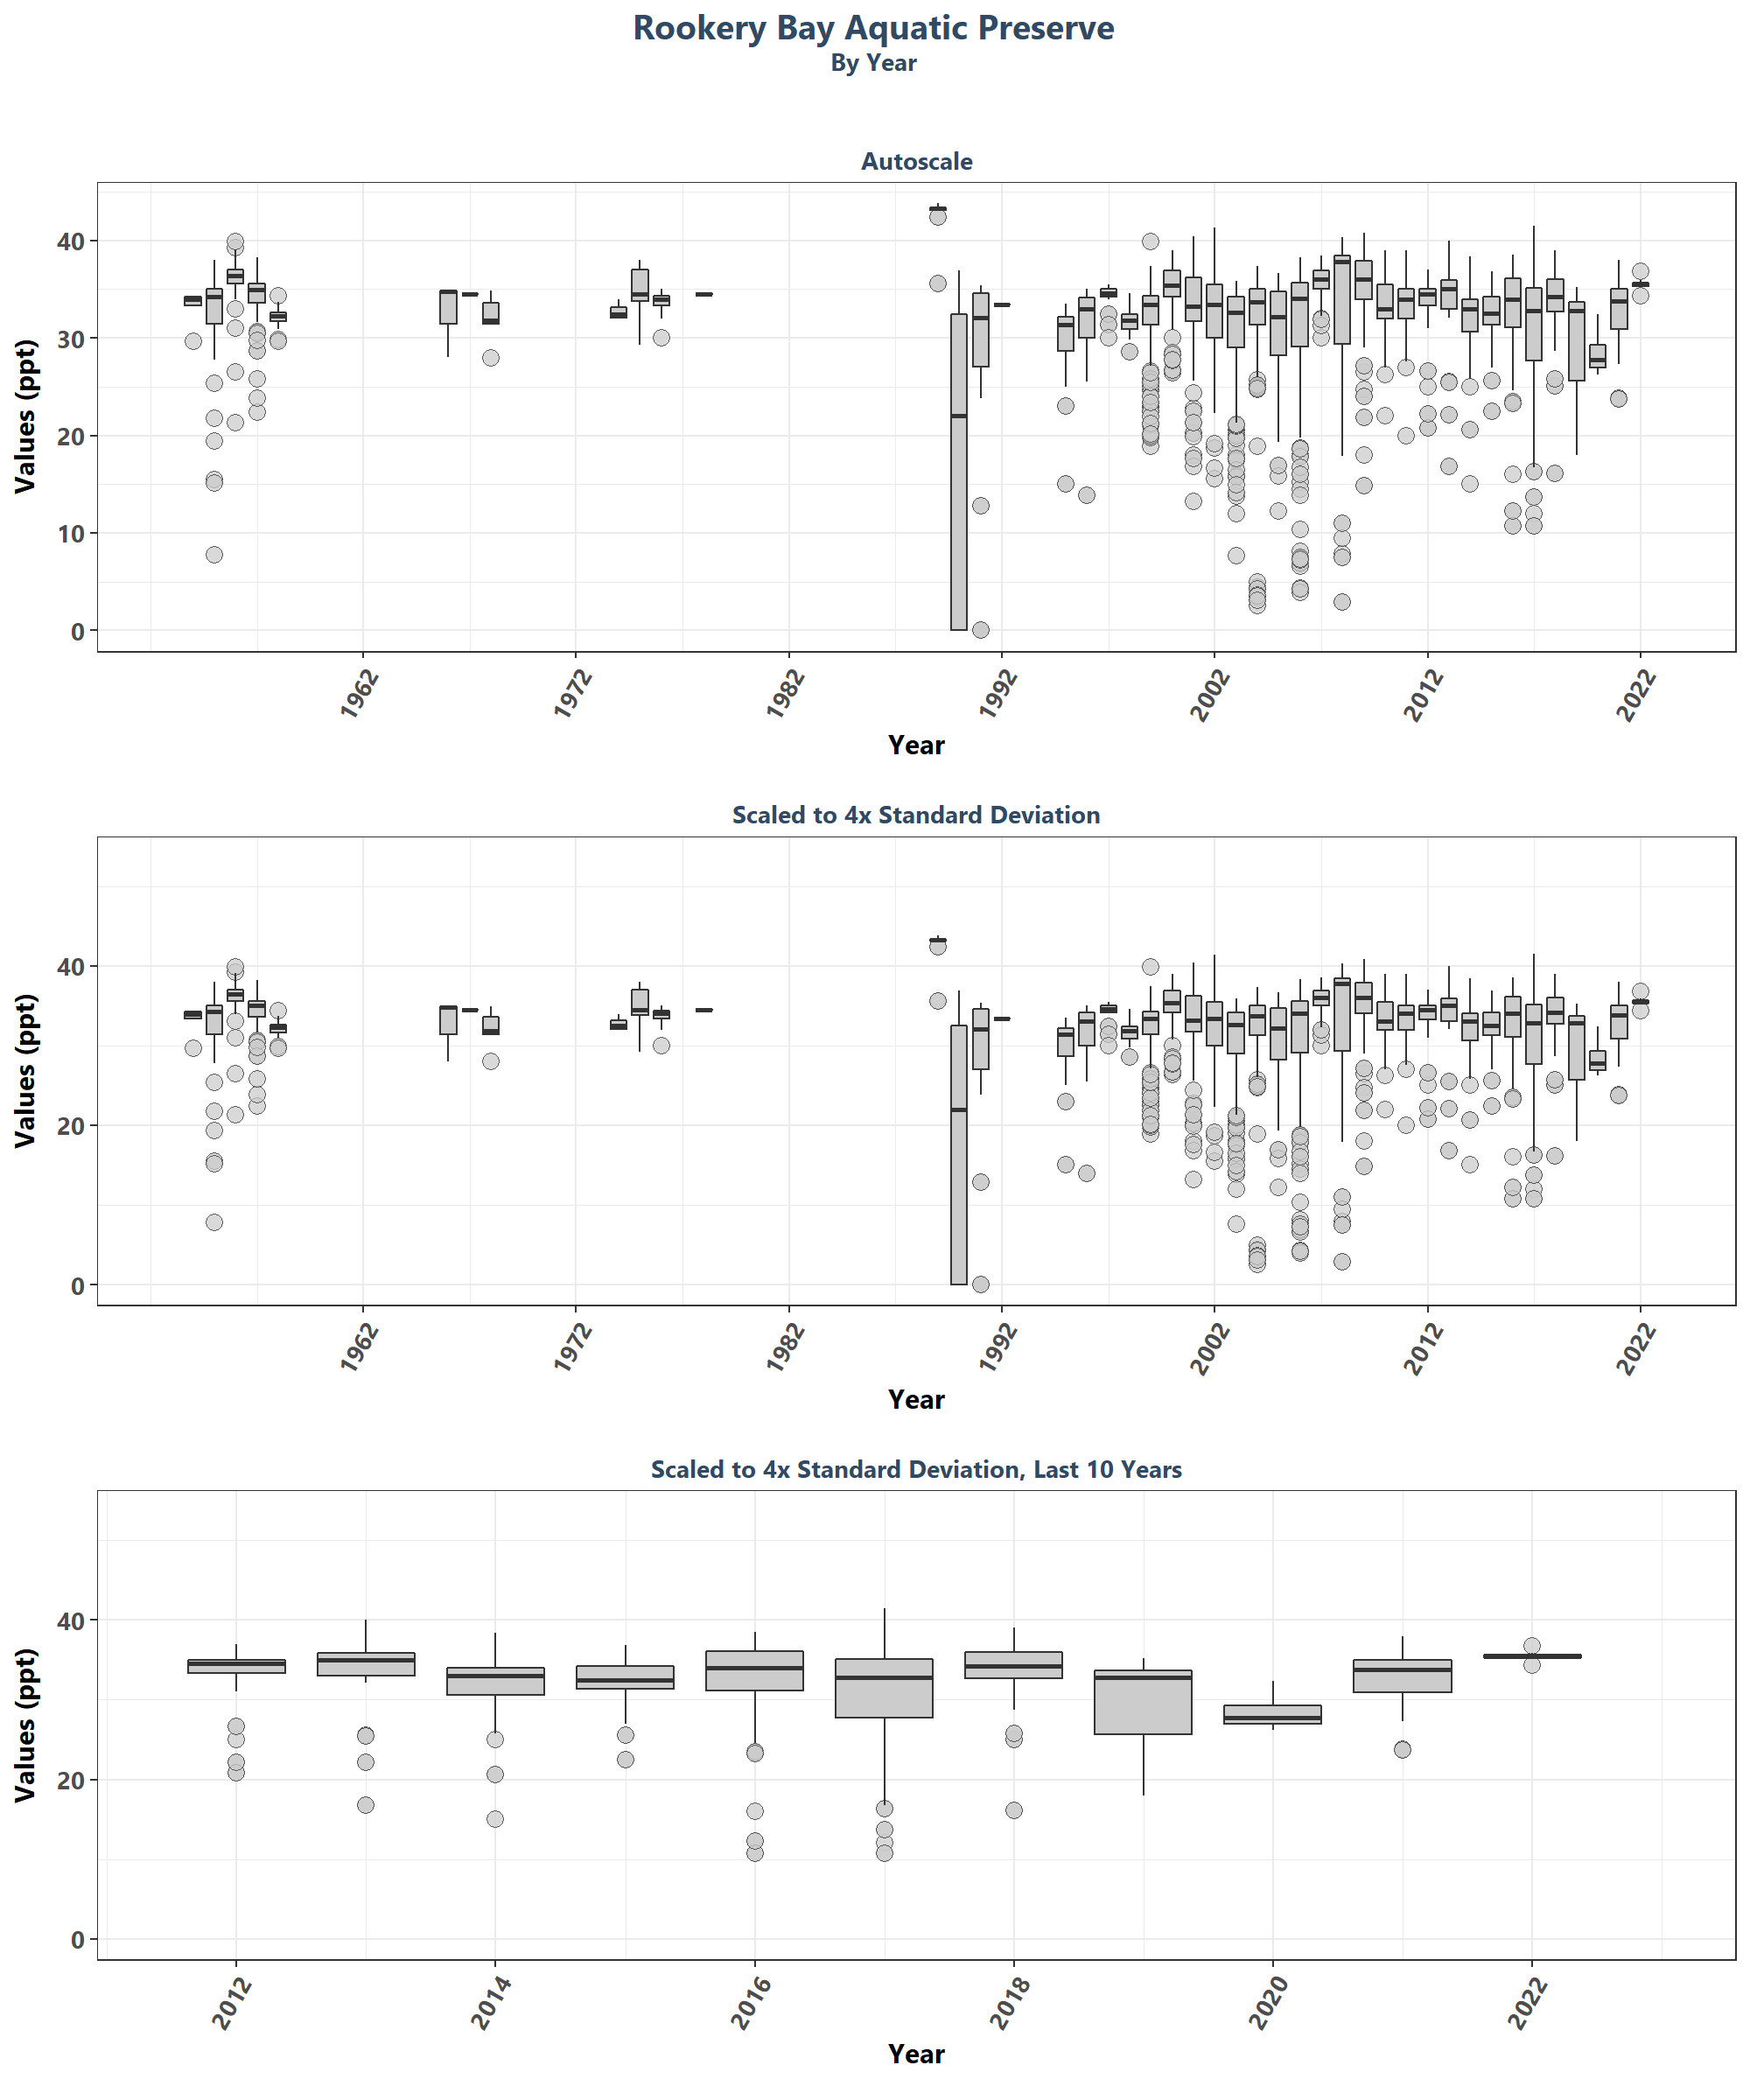 Rookery Bay Aquatic Preserve
By Year
Autoscale
Values (ppt)
40
30
20
10
0
1962 1972 1982 1992 2002 2012 2022
Year
Scaled to 4x Standard Deviation
Values (ppt)
40
20
0
1962 1972 1982 1992 2002 2012 2022
Year
Scaled to 4x Standard Deviation, Last 10 Years
Values (ppt)
40
20
0
2012 2014 2016 2018 2020 2022
Year